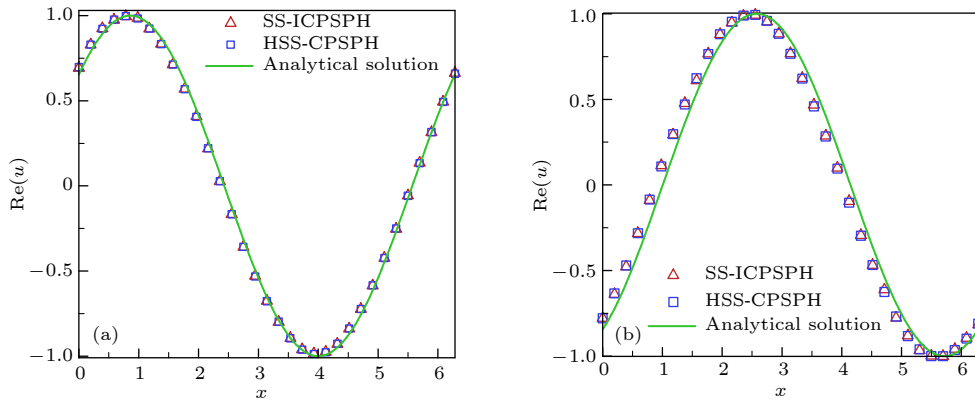 1.0
SS-ICPSPH
HSS-CPSPH
Analytical solution
0.5
Re(u)
0
−0.5
−1.0
(a)
0 1 2 3 4 5 6
x
1.0
0.5
Re(u)
0
−0.5
SS-ICPSPH
HSS-CPSPH
Analytical solution
−1.0
(b)
0 1 2 3 4 5 6
x